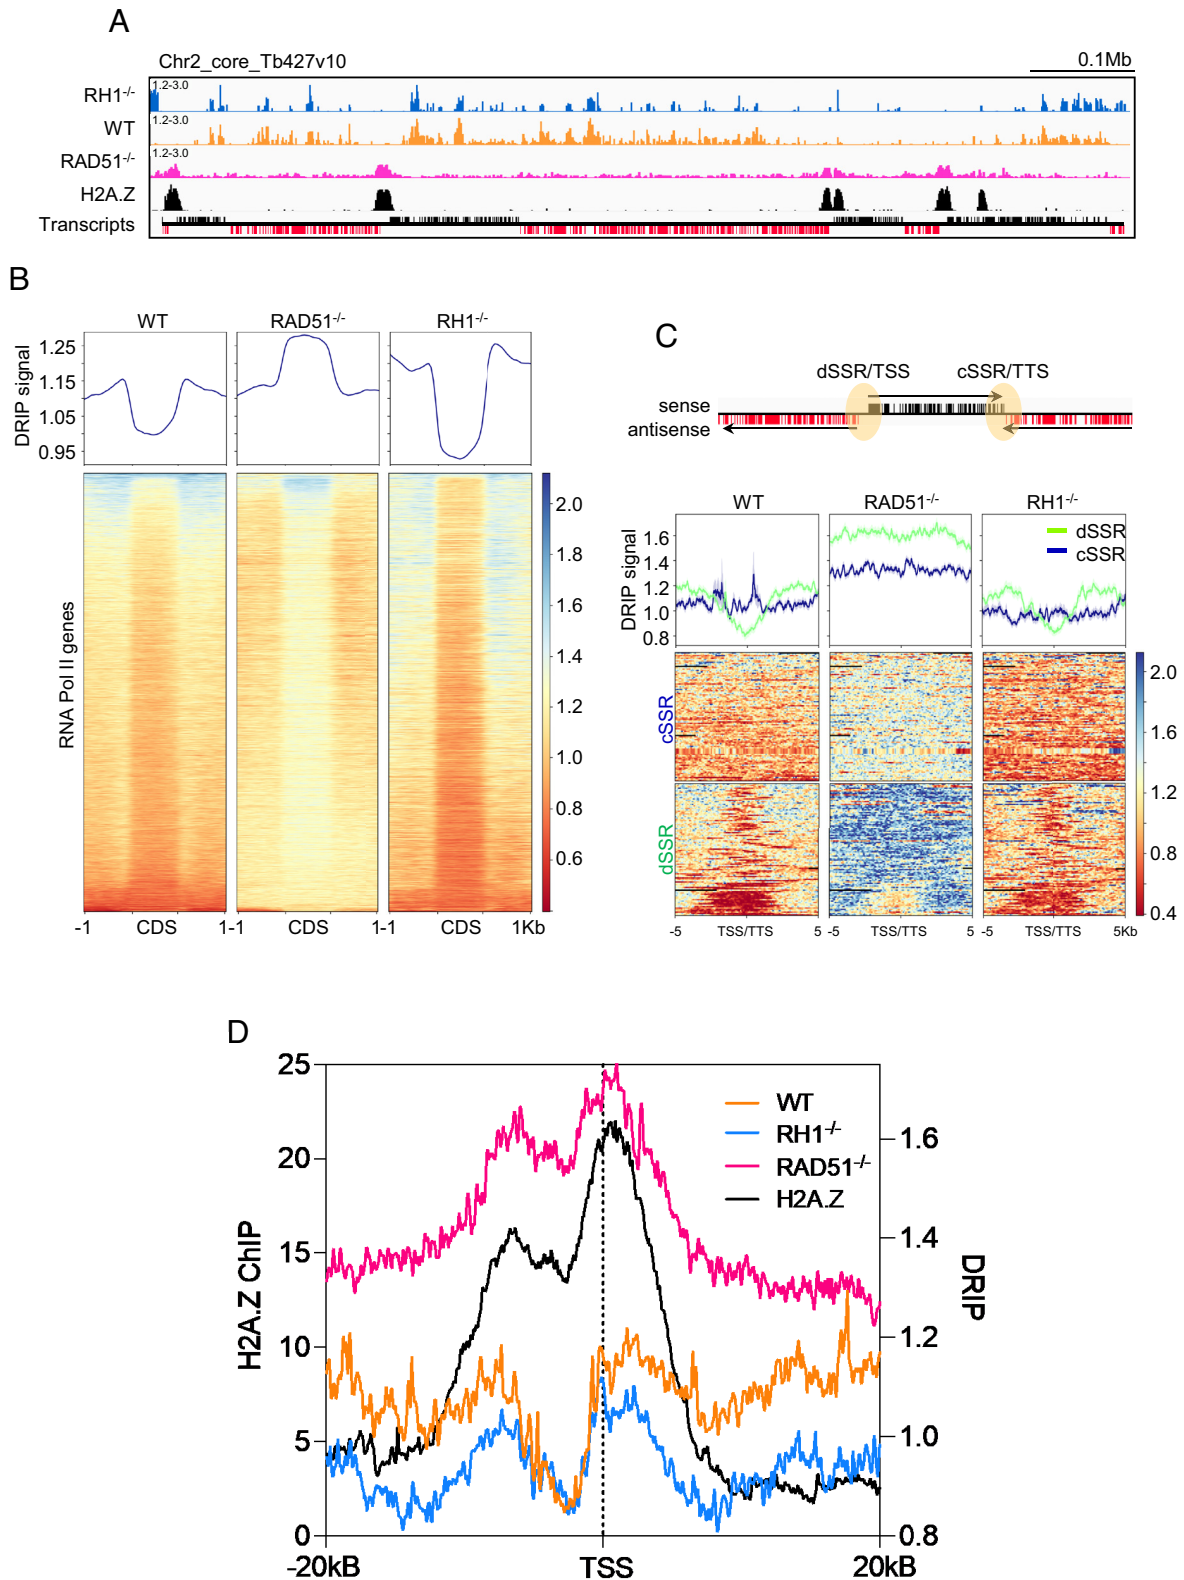 A
Chr2_core_Tb427v10
0.1Mb
RH1-/-
1.2-3.0
WT
1.2-3.0
RAD51-/-
1.2-3.0
H2A.Z
Transcripts
B
WT
RAD51-/-
RH1-/-
DRIP signal
1.25
1.15
1.05
0.95
RNA Pol II genes
2.0
1.8
1.6
1.4
1.2
1.0
0.8
0.6
-1 CDS 1 -1 CDS 1 -1 CDS 1Kb
C
dSSR/TSS
cSSR/TTS
sense
antisense
WT
RAD51-/-
RH1-/-
dSSR
cSSR
DRIP signal
1.6
1.4
1.2
1.0
0.8
cSSR
dSSR
2.0
1.6
1.2
0.8
0.4
-5 TSS/TTS 5 -5 TSS/TTS 5 -5 TSS/TTS 5Kb
D
H2A.Z ChIP
25
20
15
10
5
0
WT
RH1-/-
RAD51-/-
H2A.Z
1.6
1.4
1.2
1.0
0.8
DRIP
-20kB
TSS
20kB